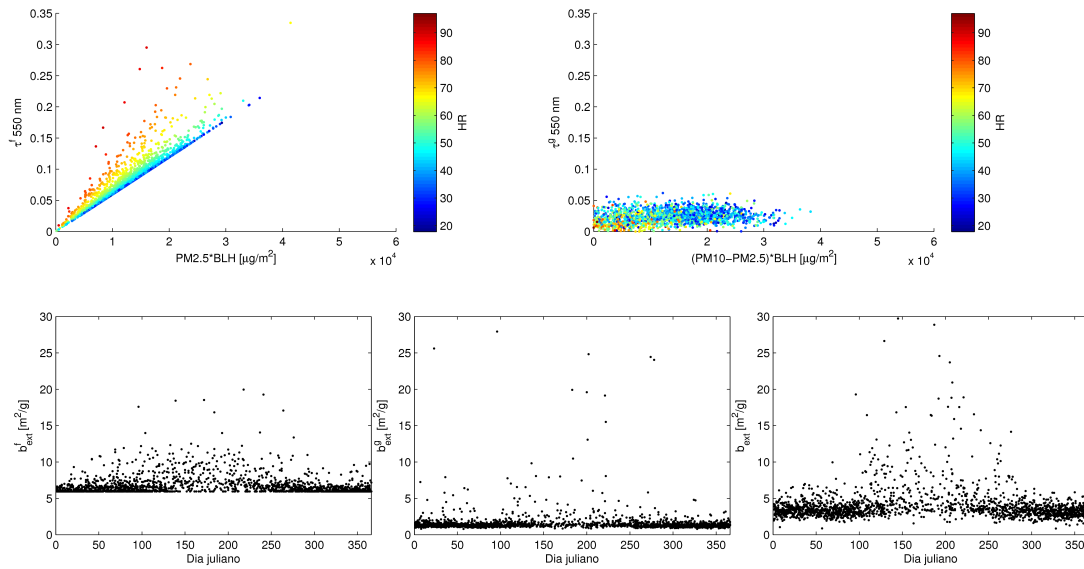 0.35
0.3
0.25
0.2
0.15
0.1
0.05
0
τ^f 550 nm
0 1 2 3 4 5 6
x 10^4
PM2.5*BLH [μg/m²]
90
80
70
60
50
40
30
20
HR
0.35
0.3
0.25
0.2
0.15
0.1
0.05
0
τ^g 550 nm
0 1 2 3 4 5 6
x 10^4
(PM10−PM2.5)*BLH [μg/m²]
90
80
70
60
50
40
30
20
HR
30
25
20
15
10
5
0
b^f_ext [m²/g]
0 50 100 150 200 250 300 350
Dia juliano
30
25
20
15
10
5
0
b^g_ext [m²/g]
0 50 100 150 200 250 300 350
Dia juliano
30
25
20
15
10
5
0
b_ext [m²/g]
0 50 100 150 200 250 300 350
Dia juliano